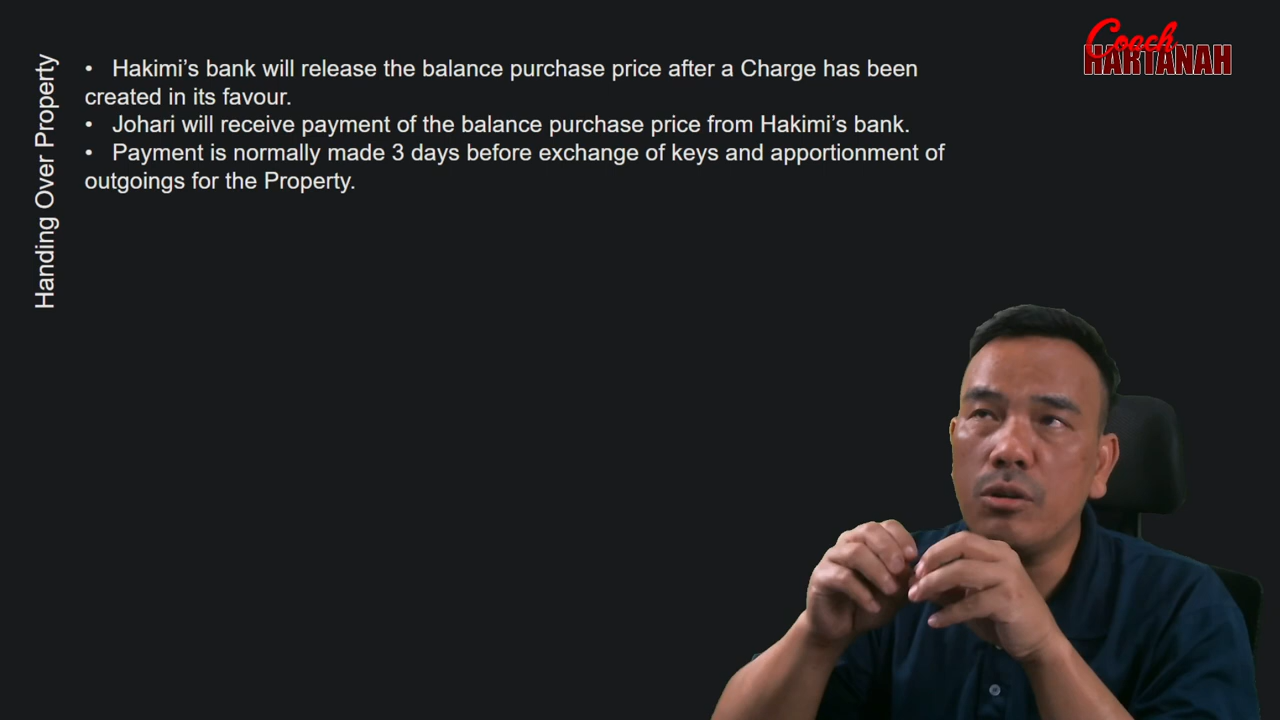 Coach
HARTANAH
Handing Over Property
• Hakimi’s bank will release the balance purchase price after a Charge has been
created in its favour.
• Johari will receive payment of the balance purchase price from Hakimi’s bank.
• Payment is normally made 3 days before exchange of keys and apportionment of
outgoings for the Property.